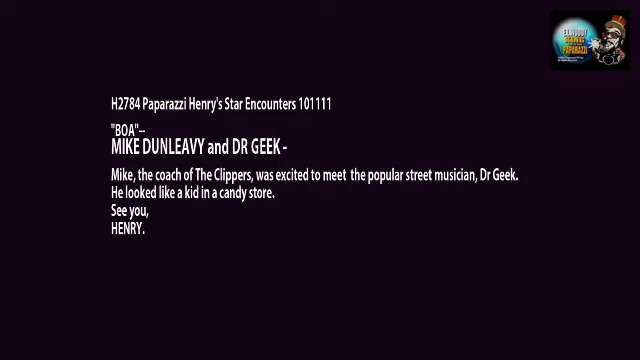 H2784 Paparazzi Henry's Star Encounters 101111
"BOA"--
MIKE DUNLEAVY and DR GEEK -
Mike, the coach of The Clippers, was excited to meet the popular street musician, Dr Geek.
He looked like a kid in a candy store.
See you,
HENRY.
KING
PAPARAZZI